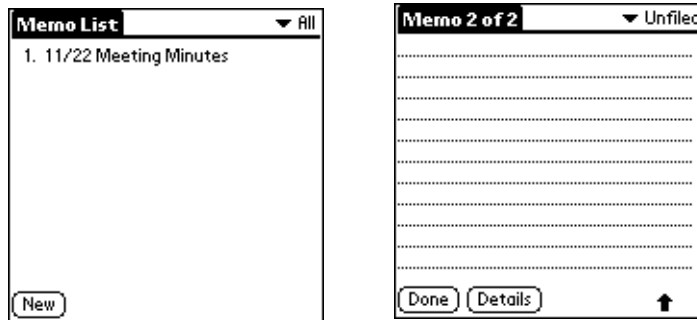 Memo List
All
1. 11/22 Meeting Minutes
New
Memo 2 of 2
Unfiled
Done
Details